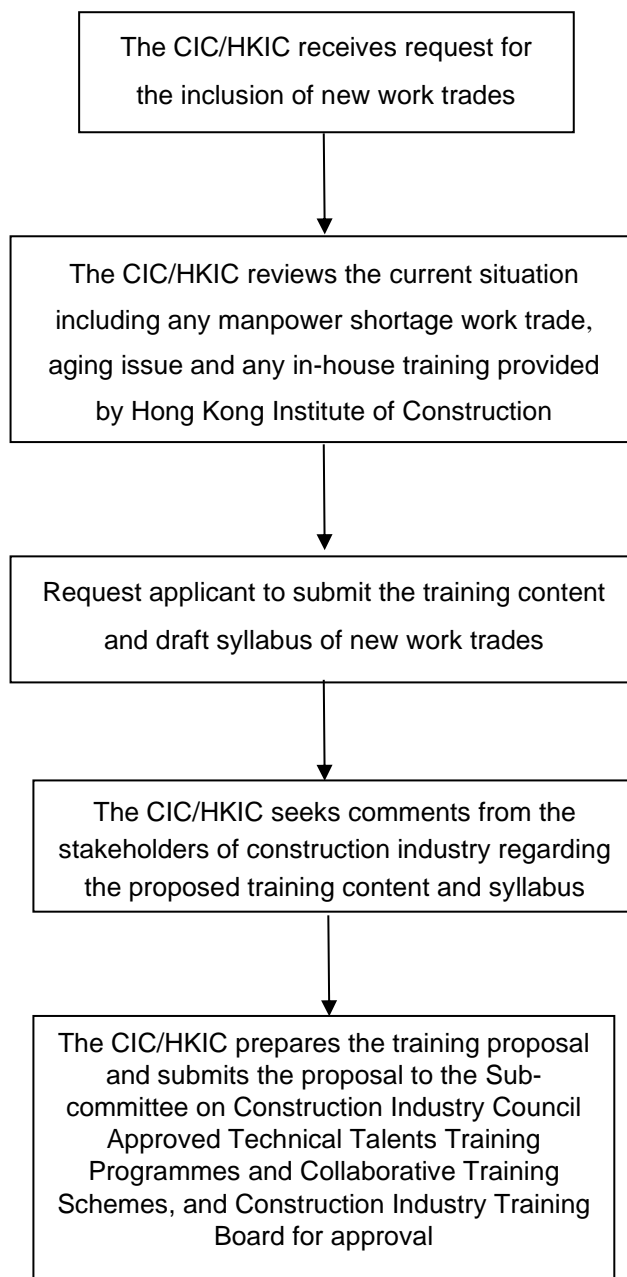 The CIC/HKIC receives request for
the inclusion of new work trades
The CIC/HKIC reviews the current situation
including any manpower shortage work trade,
aging issue and any in-house training provided
by Hong Kong Institute of Construction
Request applicant to submit the training content
and draft syllabus of new work trades
The CIC/HKIC seeks comments from the
stakeholders of construction industry regarding
the proposed training content and syllabus
The CIC/HKIC prepares the training proposal
and submits the proposal to the Sub-
committee on Construction Industry Council
Approved Technical Talents Training
Programmes and Collaborative Training
Schemes, and Construction Industry Training
Board for approval